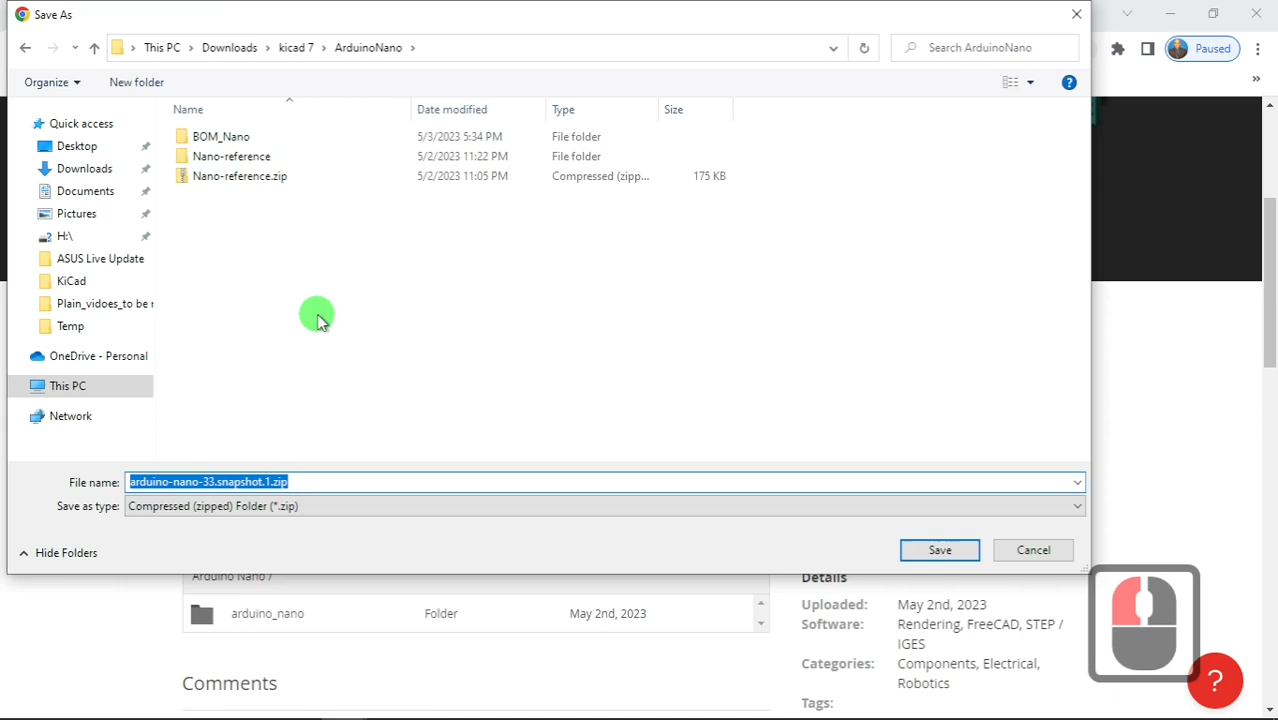 Save As
This PC > Downloads > kicad 7 > ArduinoNano >
Search ArduinoNano
Paused
Organize
New folder
Name
Date modified
Type
Size
BOM_Nano
5/3/2023 5:34 PM
File folder
Nano-reference
5/2/2023 11:22 PM
File folder
Nano-reference.zip
5/2/2023 11:05 PM
Compressed (zipp...
175 KB
Quick access
Desktop
Downloads
Documents
Pictures
H:\
ASUS Live Update
KiCad
Plain_vidoes_to be r
Temp
OneDrive - Personal
This PC
Network
File name: arduino-nano-33.snapshot.1.zip
Save as type: Compressed (zipped) Folder (*.zip)
Hide Folders
Save
Cancel
Arduino Nano /
arduino_nano
Folder
May 2nd, 2023
Comments
Details
Uploaded: May 2nd, 2023
Software: Rendering, FreeCAD, STEP /
IGES
Categories: Components, Electrical,
Robotics
Tags:
?